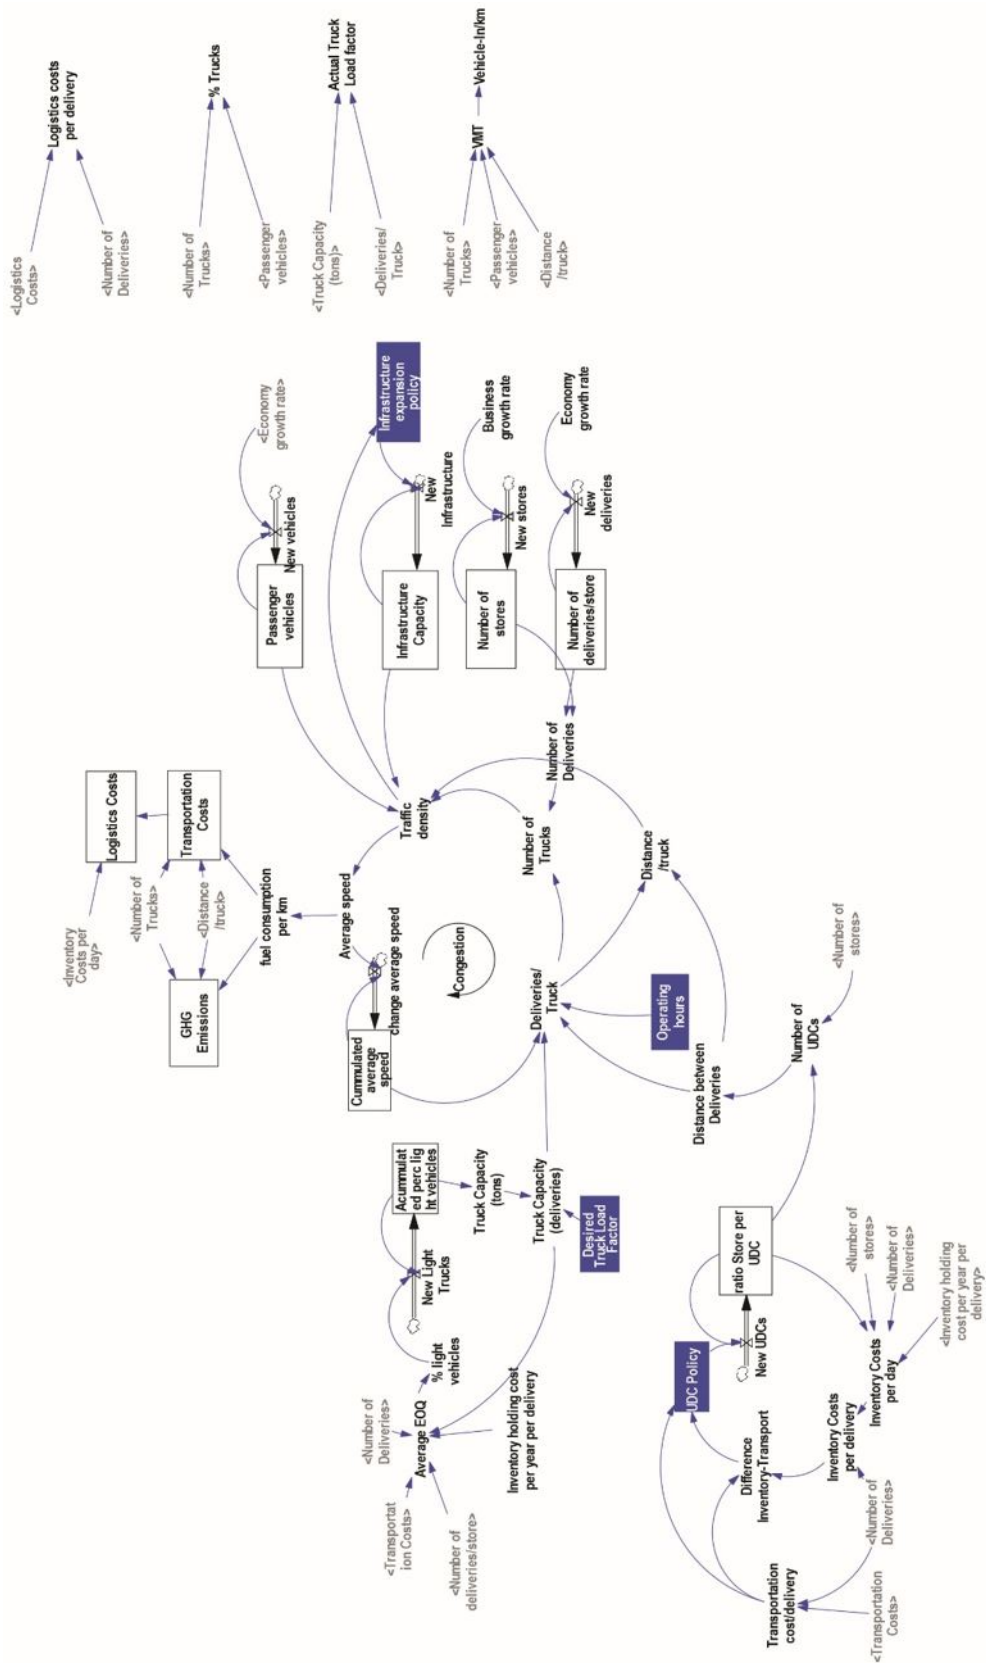 <Logistics
Costs>
<Number of
Deliveries>
Logistics costs
per delivery
<Number of
Trucks>
<Passenger
vehicles>
% Trucks
<Truck Capacity
(tons)>
<Deliveries/
Truck>
Actual Truck
Load factor
<Number of
Trucks>
<Passenger
vehicles>
<Distance
/truck>
VMT
Vehicle-In/km
<Economy
growth rate>
New vehicles
Passenger
vehicles
Infrastructure
expansion
policy
New
Infrastructure
Infrastructure
Capacity
Business
growth rate
New stores
Number of
stores
Economy
growth rate
New
deliveries
Number of
deliveries/store
Number of
Deliveries
Traffic
density
Number of
Trucks
Distance
/truck
Logistics Costs
Transportation
Costs
<Inventory
Costs per
day>
<Number of
Trucks>
<Distance
/truck>
GHG
Emissions
fuel consumption
per km
Average speed
change average speed
Cummulated
average
speed
Congestion
Deliveries/
Truck
Operating
hours
Distance between
Deliveries
Number of
UDCs
<Number of
stores>
Acummulat
ed perc lig
ht vehicles
New Light
Trucks
% light
vehicles
Truck Capacity
(tons)
Truck Capacity
(deliveries)
Desired
Truck Load
Factor
<Number of
Deliveries>
Average EOQ
<Transportat
ion Costs>
<Number of
deliveries/store>
Inventory holding cost
per year per delivery
UDC Policy
New UDCs
ratio Store per
UDC
Difference
Inventory-Transport
Inventory Costs
per delivery
Inventory Costs
per day
<Number of
stores>
<Number of
Deliveries>
<Inventory holding
cost per year per
delivery>
<Number of
Deliveries>
Transportation
cost/delivery
<Transportation
Costs>